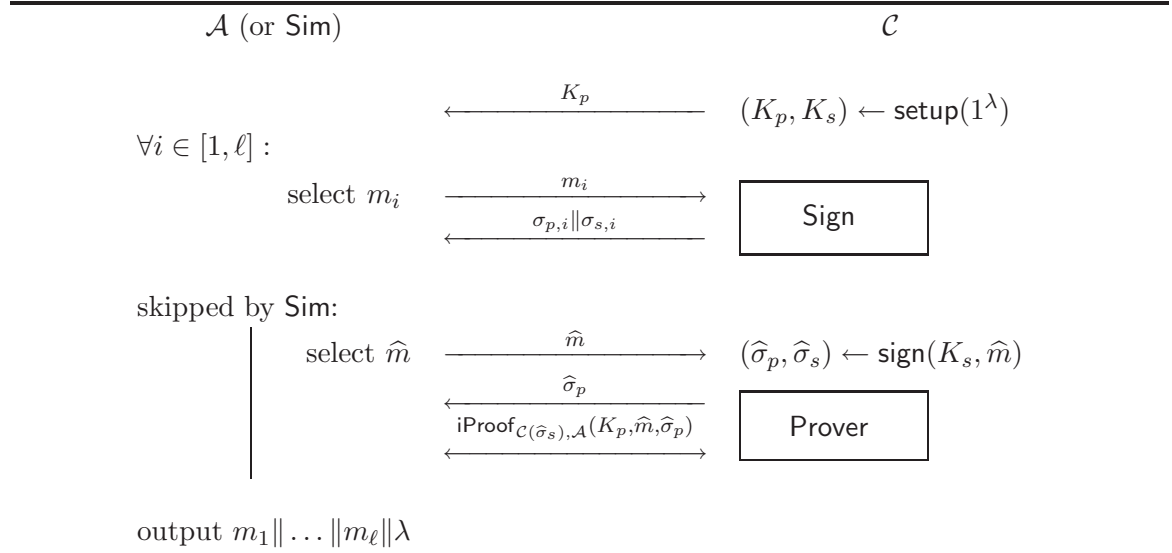 𝒜 (or Sim) 𝒞
K_p (K_p, K_s) ← setup(1^λ)
∀i ∈ [1, ℓ] :
select m_i m_i
Sign
σ_{p,i}‖σ_{s,i}
skipped by Sim:
select m̂ m̂ (σ̂_p, σ̂_s) ← sign(K_s, m̂)
σ̂_p
iProof_{𝒞(σ̂_s),𝒜}(K_p,m̂,σ̂_p) Prover
output m_1‖ … ‖m_ℓ‖λ